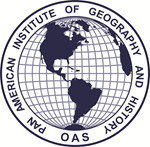 PAN AMERICAN INSTITUTE OF GEOGRAPHY AND HISTORY
OAS